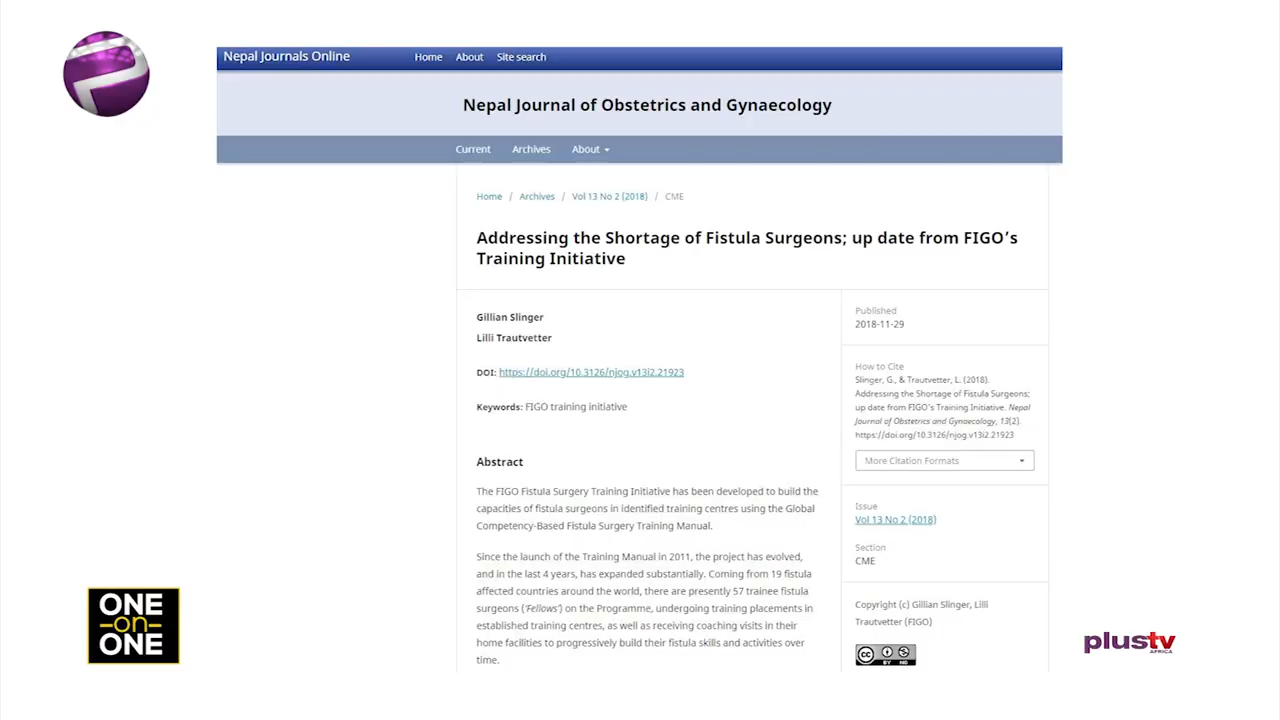 Nepal Journals Online
Home About Site search
Nepal Journal of Obstetrics and Gynaecology
Current Archives About
Home / Archives / Vol 13 No 2 (2018) / CME
Addressing the Shortage of Fistula Surgeons; up date from FIGO's
Training Initiative
Gillian Slinger
Lilli Trautvetter
DOI: https://doi.org/10.3126/njog.v13i2.21923
Keywords: FIGO training initiative
Abstract
The FIGO Fistula Surgery Training Initiative has been developed to build the
capacities of fistula surgeons in identified training centres using the Global
Competency-Based Fistula Surgery Training Manual.
Since the launch of the Training Manual in 2011, the project has evolved,
and in the last 4 years, has expanded substantially. Coming from 19 fistula
affected countries around the world, there are presently 57 trainee fistula
surgeons ('Fellows') on the Programme, undergoing training placements in
established training centres, as well as receiving coaching visits in their
home facilities to progressively build their fistula skills and activities over
time.
Published
2018-11-29
How to Cite
Slinger, G., & Trautvetter, L. (2018).
Addressing the Shortage of Fistula Surgeons;
up date from FIGO's Training Initiative. Nepal
Journal of Obstetrics and Gynaecology, 13(2).
https://doi.org/10.3126/njog.v13i2.21923
More Citation Formats
Issue
Vol 13 No 2 (2018)
Section
CME
Copyright (c) Gillian Slinger, Lilli
Trautvetter (FIGO)
CC
BY NC
ONE
on
ONE
plustv
AFRICA